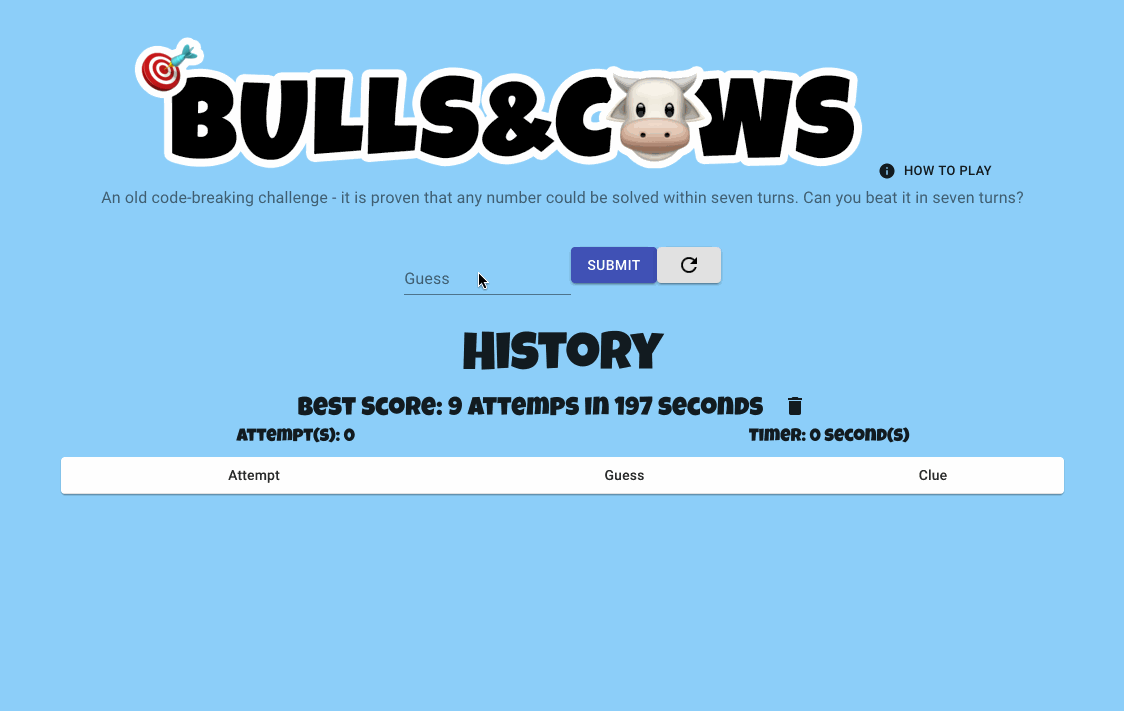 BULLS&COWS
HOW TO PLAY
An old code-breaking challenge - it is proven that any number could be solved within seven turns. Can you beat it in seven turns?
Guess SUBMIT
HISTORY
Best Score: 9 Attemps in 197 seconds
Attempt(s): 0 Timer: 0 second(s)
Attempt Guess Clue